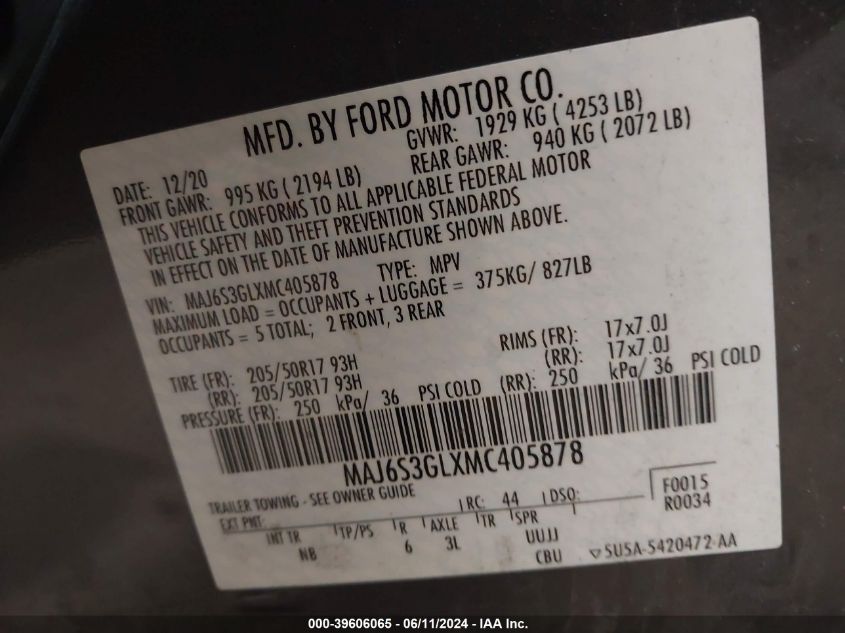 MFD. BY FORD MOTOR CO.
DATE: 12/20 GVWR: 1929 KG ( 4253 LB)
FRONT GAWR: 995 KG ( 2194 LB) REAR GAWR: 940 KG ( 2072 LB)
THIS VEHICLE CONFORMS TO ALL APPLICABLE FEDERAL MOTOR
VEHICLE SAFETY AND THEFT PREVENTION STANDARDS
IN EFFECT ON THE DATE OF MANUFACTURE SHOWN ABOVE.
VIN: MAJ6S3GLXMC405878 TYPE: MPV
MAXIMUM LOAD = OCCUPANTS + LUGGAGE = 375KG/ 827LB
OCCUPANTS = 5 TOTAL; 2 FRONT, 3 REAR
TIRE (FR): 205/50R17 93H RIMS (FR): 17x7.0J
(RR): 205/50R17 93H (RR): 17x7.0J
PRESSURE (FR): 250 kPa/ 36 PSI COLD (RR): 250 kPa/ 36 PSI COLD
MAJ6S3GLXMC405878
TRAILER TOWING - SEE OWNER GUIDE
EXT PNT: RC: 44 DSO: F0015
R0034
INT TR TP/PS R AXLE TR SPR
NB 6 3L UUJJ
CBU 5U5A-5420472-AA
000-39606065 - 06/11/2024 - IAA Inc.